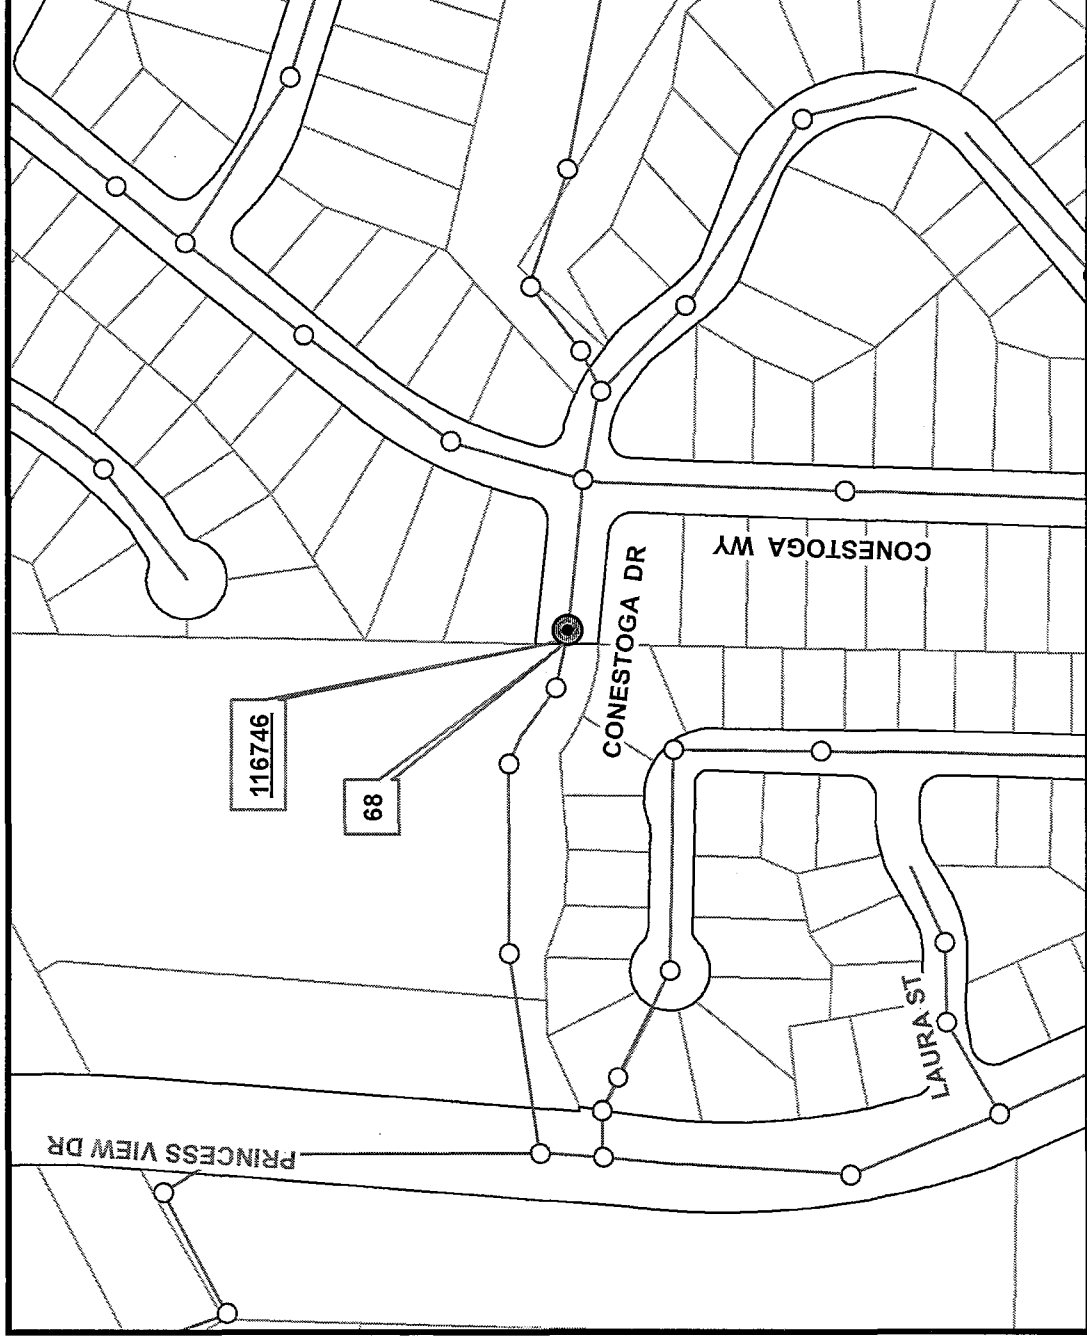 116746
68
CONESTOGA DR
CONESTOGA WY
LAURA ST
PRINCESS VIEW DR